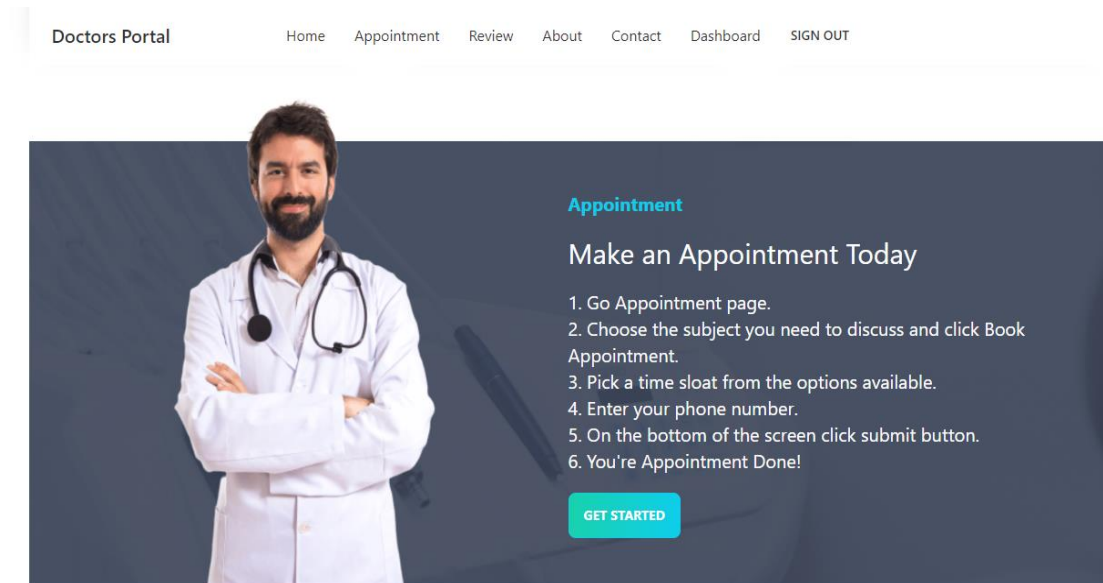 Doctors Portal
Home Appointment Review About Contact Dashboard SIGN OUT
Appointment
Make an Appointment Today
1. Go Appointment page.
2. Choose the subject you need to discuss and click Book
Appointment.
3. Pick a time sloat from the options available.
4. Enter your phone number.
5. On the bottom of the screen click submit button.
6. You're Appointment Done!
GET STARTED